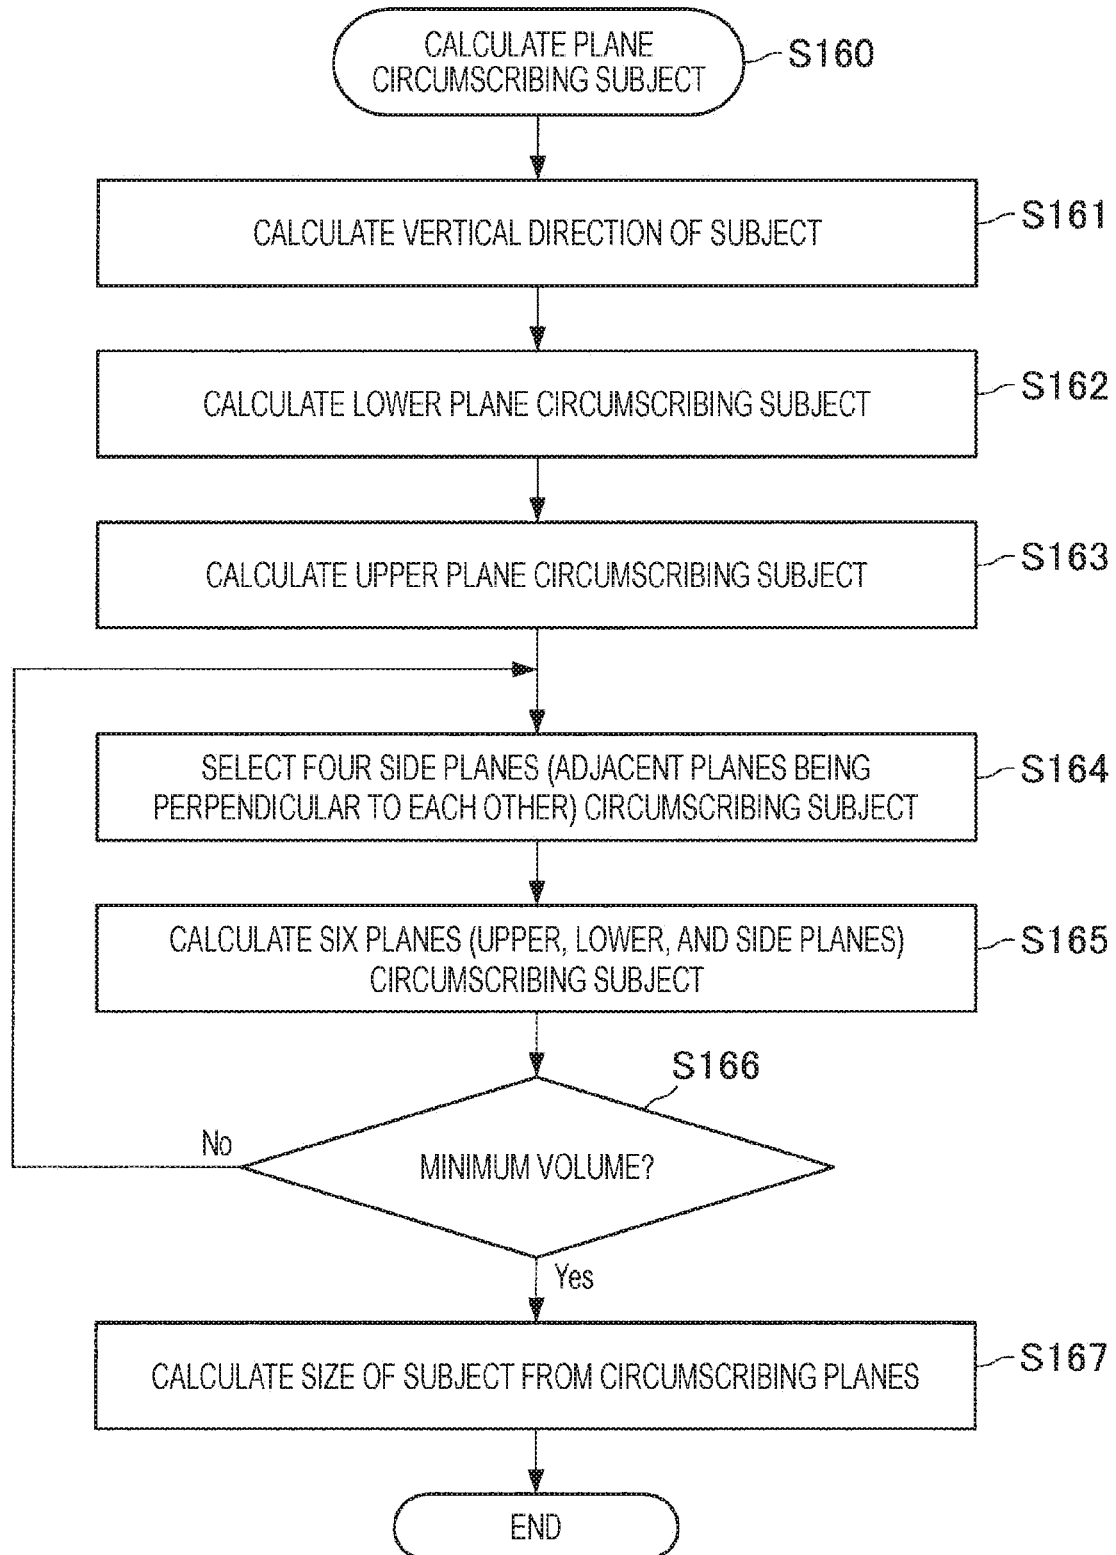 CALCULATE PLANE
CIRCUMSCRIBING SUBJECT
S160
CALCULATE VERTICAL DIRECTION OF SUBJECT
S161
CALCULATE LOWER PLANE CIRCUMSCRIBING SUBJECT
S162
CALCULATE UPPER PLANE CIRCUMSCRIBING SUBJECT
S163
SELECT FOUR SIDE PLANES (ADJACENT PLANES BEING
PERPENDICULAR TO EACH OTHER) CIRCUMSCRIBING SUBJECT
S164
CALCULATE SIX PLANES (UPPER, LOWER, AND SIDE PLANES)
CIRCUMSCRIBING SUBJECT
S165
S166
No
MINIMUM VOLUME?
Yes
CALCULATE SIZE OF SUBJECT FROM CIRCUMSCRIBING PLANES
S167
END